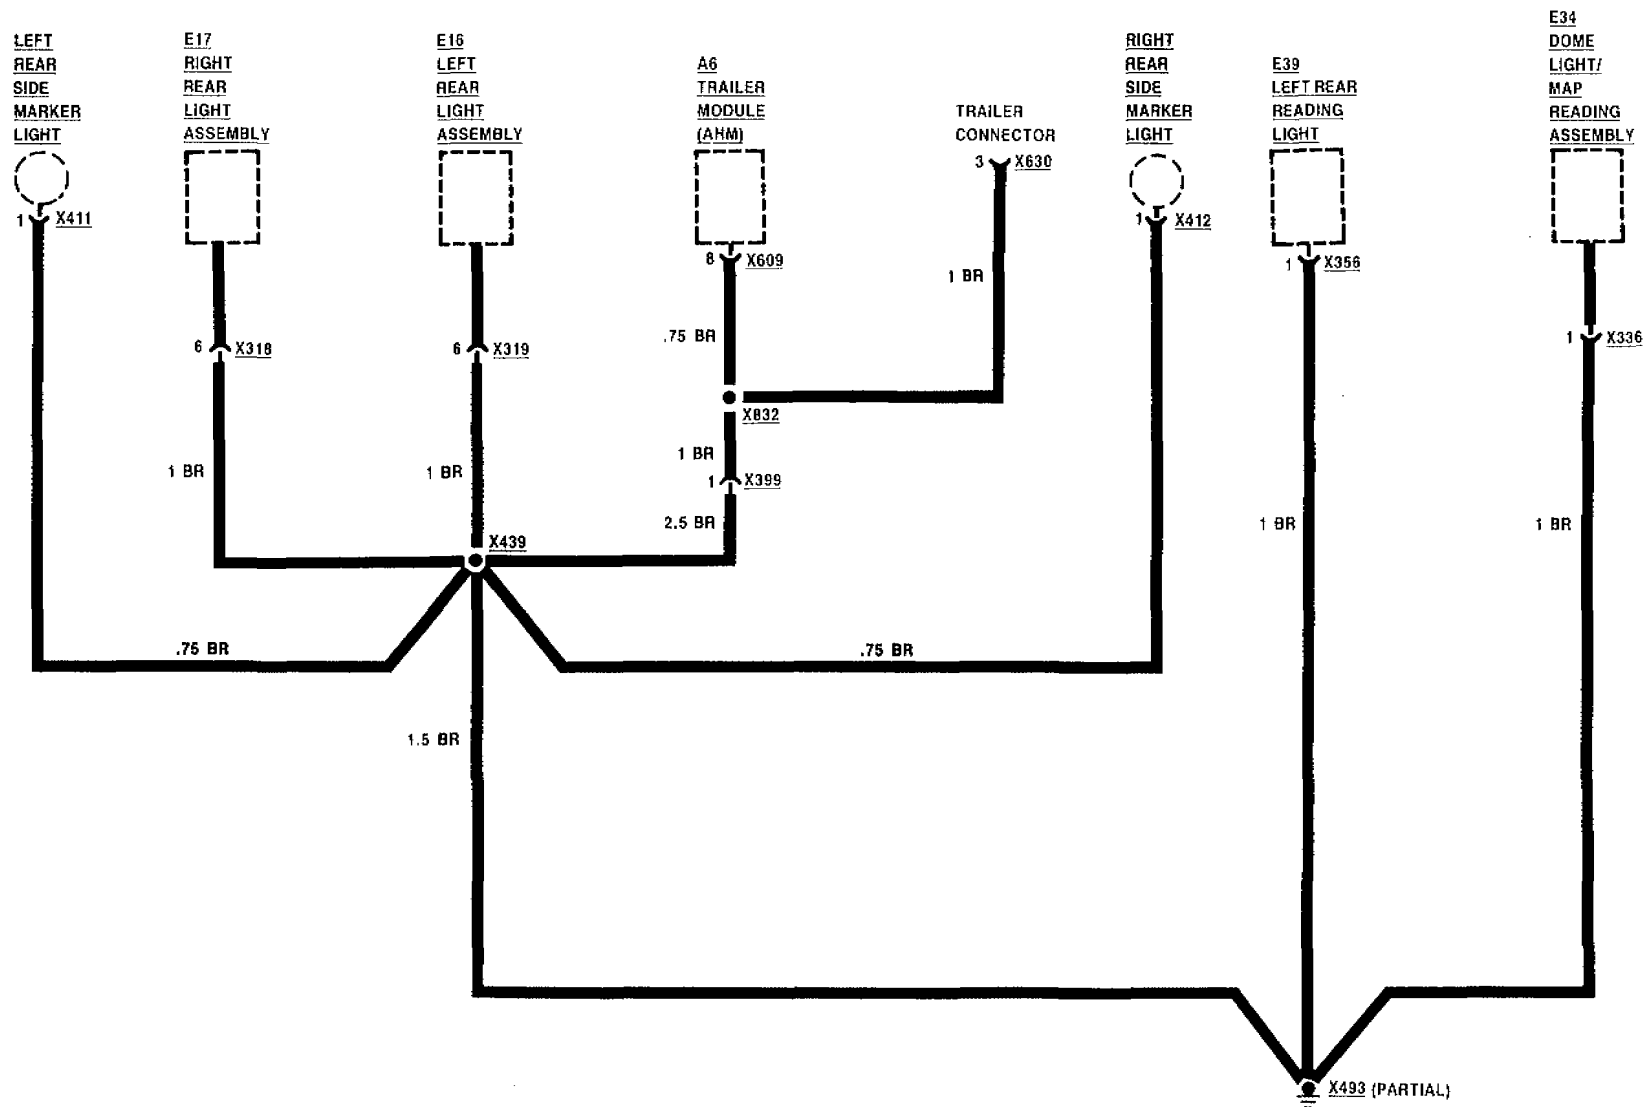 LEFT
REAR
SIDE
MARKER
LIGHT
E17
RIGHT
REAR
LIGHT
ASSEMBLY
E16
LEFT
REAR
LIGHT
ASSEMBLY
A6
TRAILER
MODULE
(AHM)
TRAILER
CONNECTOR
RIGHT
REAR
SIDE
MARKER
LIGHT
E39
LEFT REAR
READING
LIGHT
E34
DOME
LIGHT/
MAP
READING
ASSEMBLY
3 X630
1 X411
1 X412
8 X609
1 X356
1 BR
.75 BR
1 X336
6 X318
6 X319
X832
1 BR
1 BR
1 BR
1 X399
2.5 BR
1 BR
1 BR
X439
.75 BR
.75 BR
1.5 BR
X493 (PARTIAL)